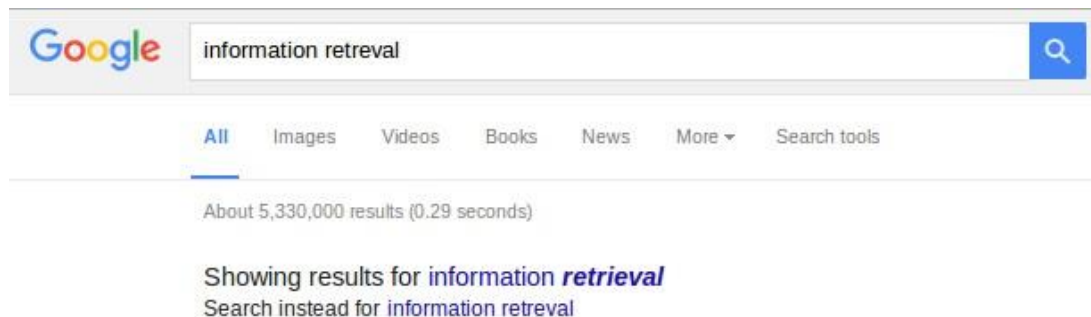 Google information retreval
All Images Videos Books News More Search tools
About 5,330,000 results (0.29 seconds)
Showing results for information retrieval
Search instead for information retreval